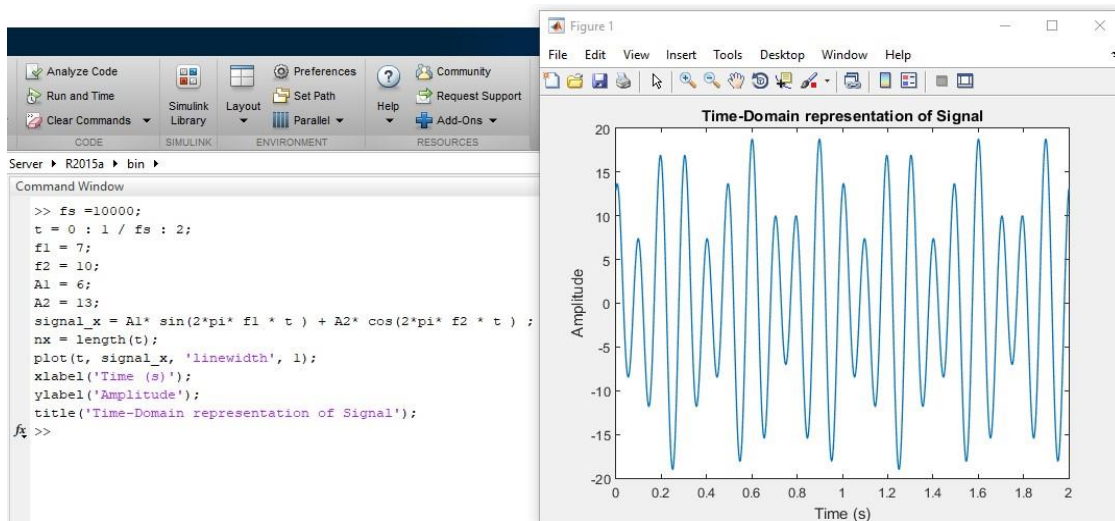 Analyze Code
Run and Time
Clear Commands
CODE
Simulink
Library
SIMULINK
Layout
Preferences
Set Path
Parallel
ENVIRONMENT
Help
Community
Request Support
Add-Ons
RESOURCES
Server R2015a bin
Command Window
>> fs =10000;
t = 0 : 1 / fs : 2;
f1 = 7;
f2 = 10;
A1 = 6;
A2 = 13;
signal_x = A1* sin(2*pi* f1 * t ) + A2* cos(2*pi* f2 * t ) ;
nx = length(t);
plot(t, signal_x, 'linewidth', 1);
xlabel('Time (s)');
ylabel('Amplitude');
title('Time-Domain representation of Signal');
fx >>
Figure 1
File Edit View Insert Tools Desktop Window Help
Time-Domain representation of Signal
20
15
10
5
0
-5
-10
-15
-20
Amplitude
0 0.2 0.4 0.6 0.8 1 1.2 1.4 1.6 1.8 2
Time (s)